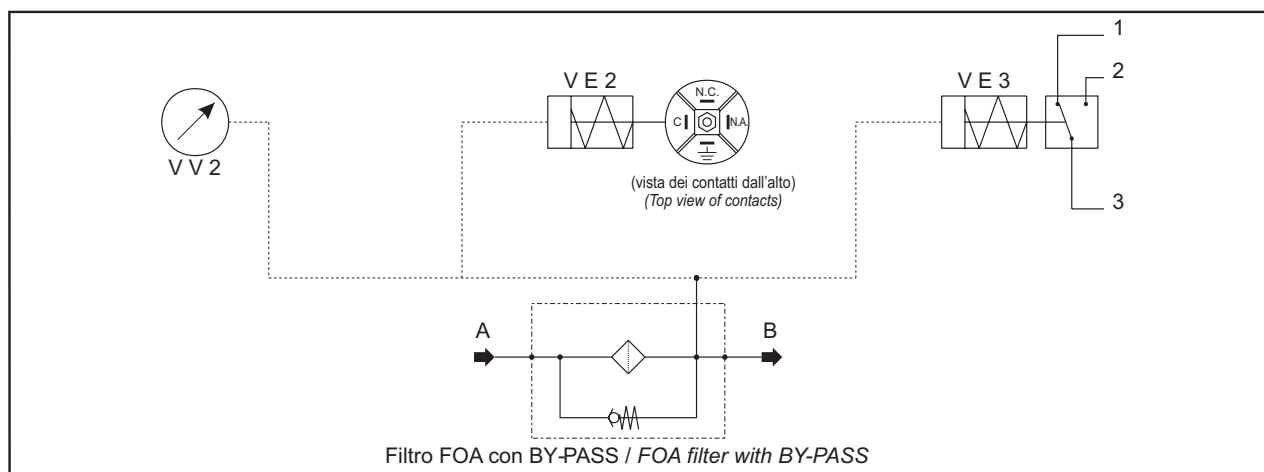 V V 2
V E 2
N.C.
C
N.A.
(vista dei contatti dall'alto)
(Top view of contacts)
V E 3
1
2
3
A
B
Filtro FOA con BY-PASS / FOA filter with BY-PASS